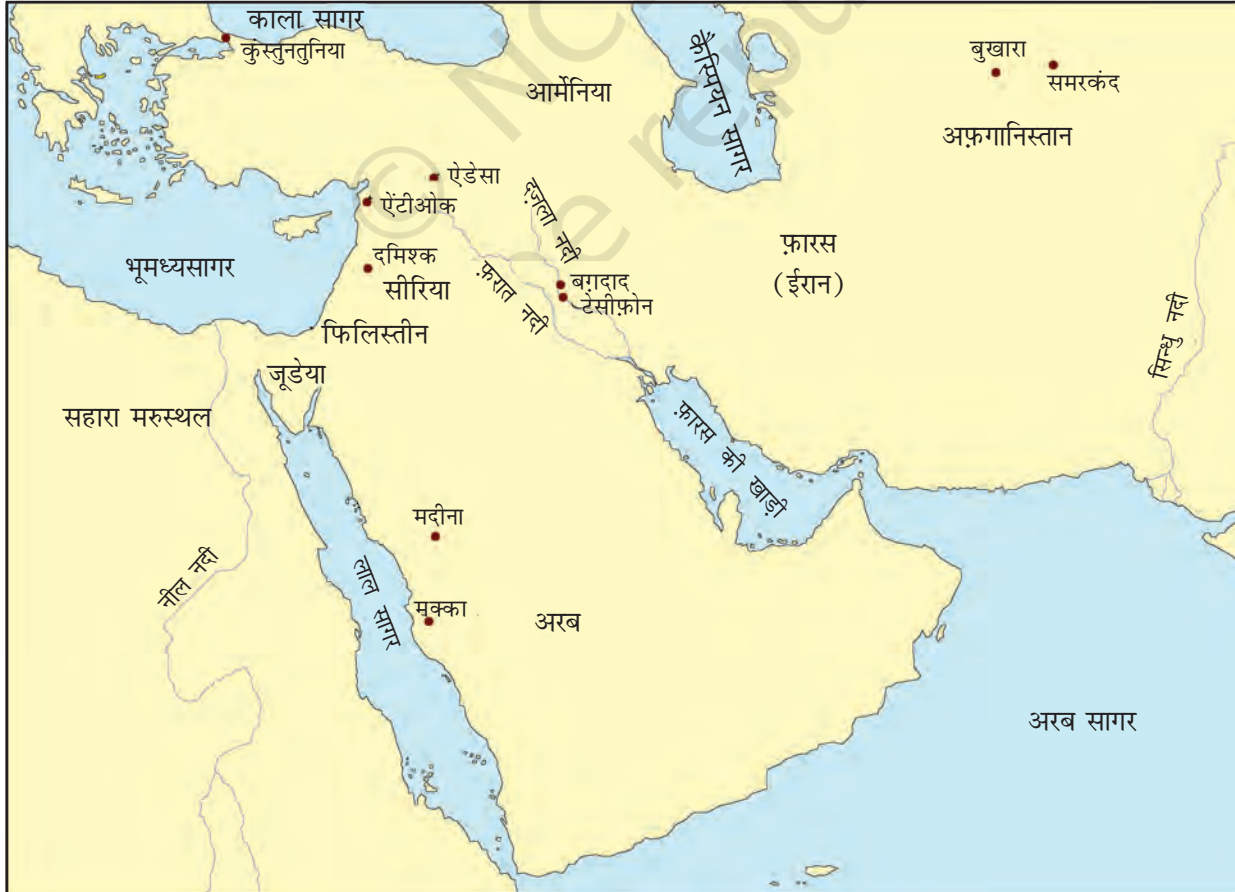 काला सागर
कुंस्तुनतुनिया
आर्मेनिया
कैस्पियन सागर
बुखारा
समरकंद
अफ़गानिस्तान
ऐडेसा
ऐंटीओक
दज़ला नदी
भूमध्यसागर
दमिश्क
सीरिया
फ़रात नदी
बग़दाद
टेसीफ़ोन
फ़ारस
(ईरान)
फिलिस्तीन
जूडेया
सिन्धु नदी
सहारा मरुस्थल
फ़ारस की खाड़ी
मदीना
नील नदी
लाल सागर
मक्का
अरब
अरब सागर